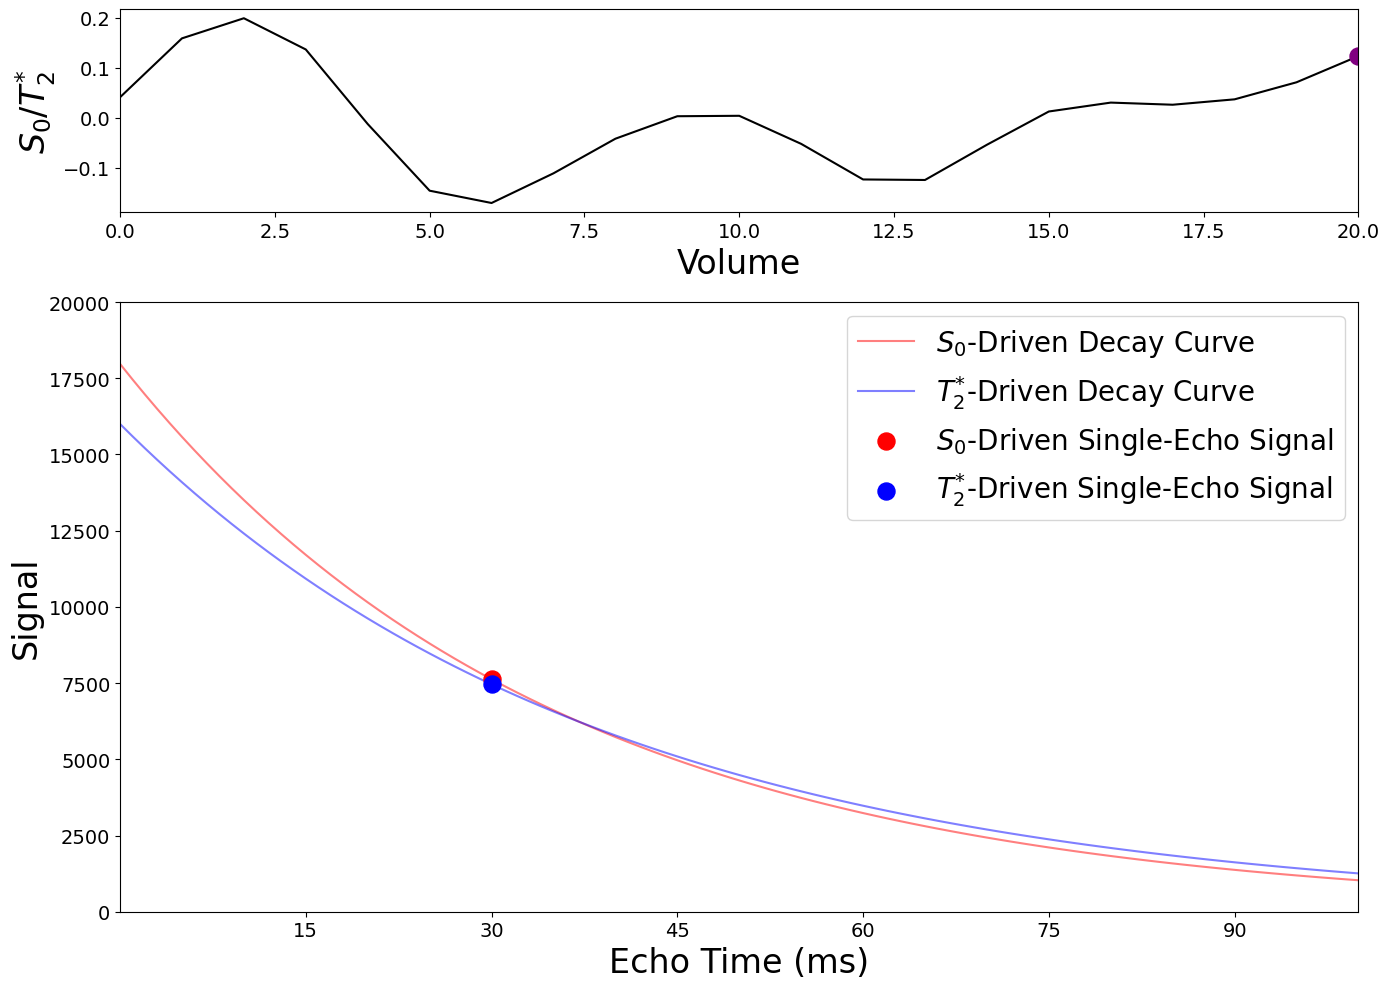 0.2
0.1
0.0
−0.1
S₀/T₂*
0.0 2.5 5.0 7.5 10.0 12.5 15.0 17.5 20.0
Volume
20000
17500
15000
12500
10000
7500
5000
2500
0
Signal
S₀-Driven Decay Curve
T₂*-Driven Decay Curve
S₀-Driven Single-Echo Signal
T₂*-Driven Single-Echo Signal
15 30 45 60 75 90
Echo Time (ms)